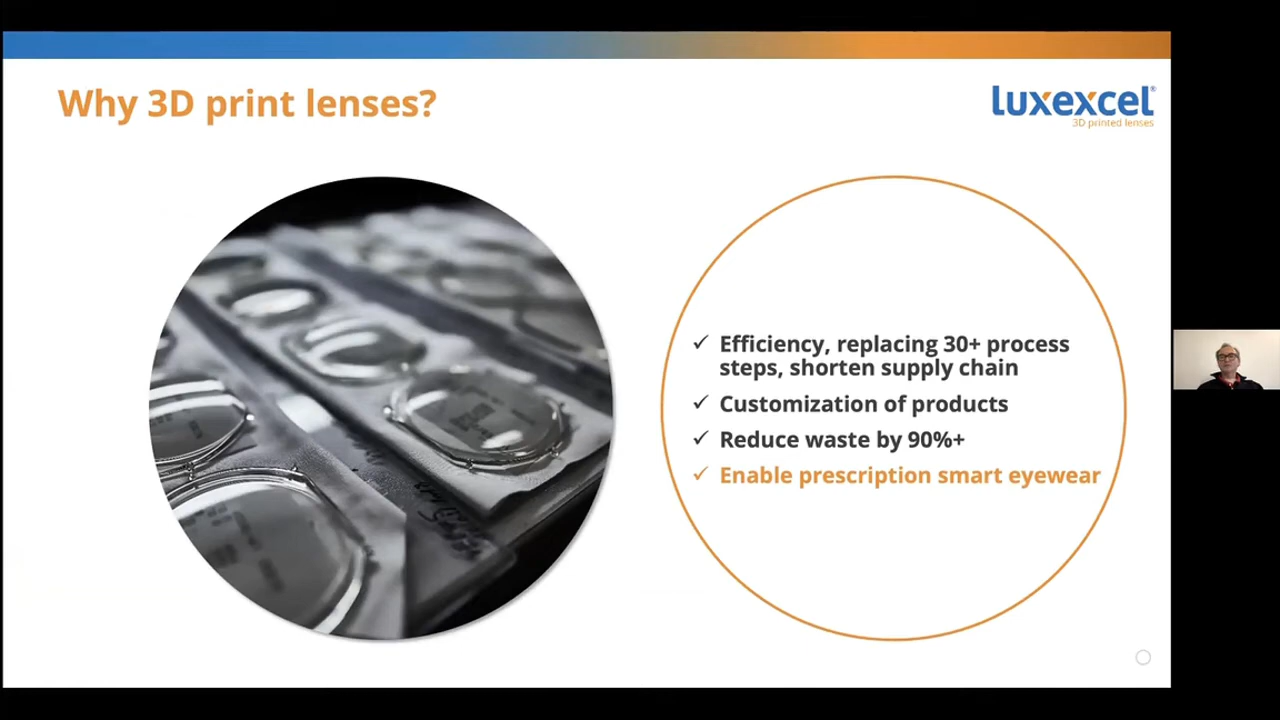 Why 3D print lenses?
luxexcel®
3D printed lenses
✓ Efficiency, replacing 30+ process
steps, shorten supply chain
✓ Customization of products
✓ Reduce waste by 90%+
✓ Enable prescription smart eyewear